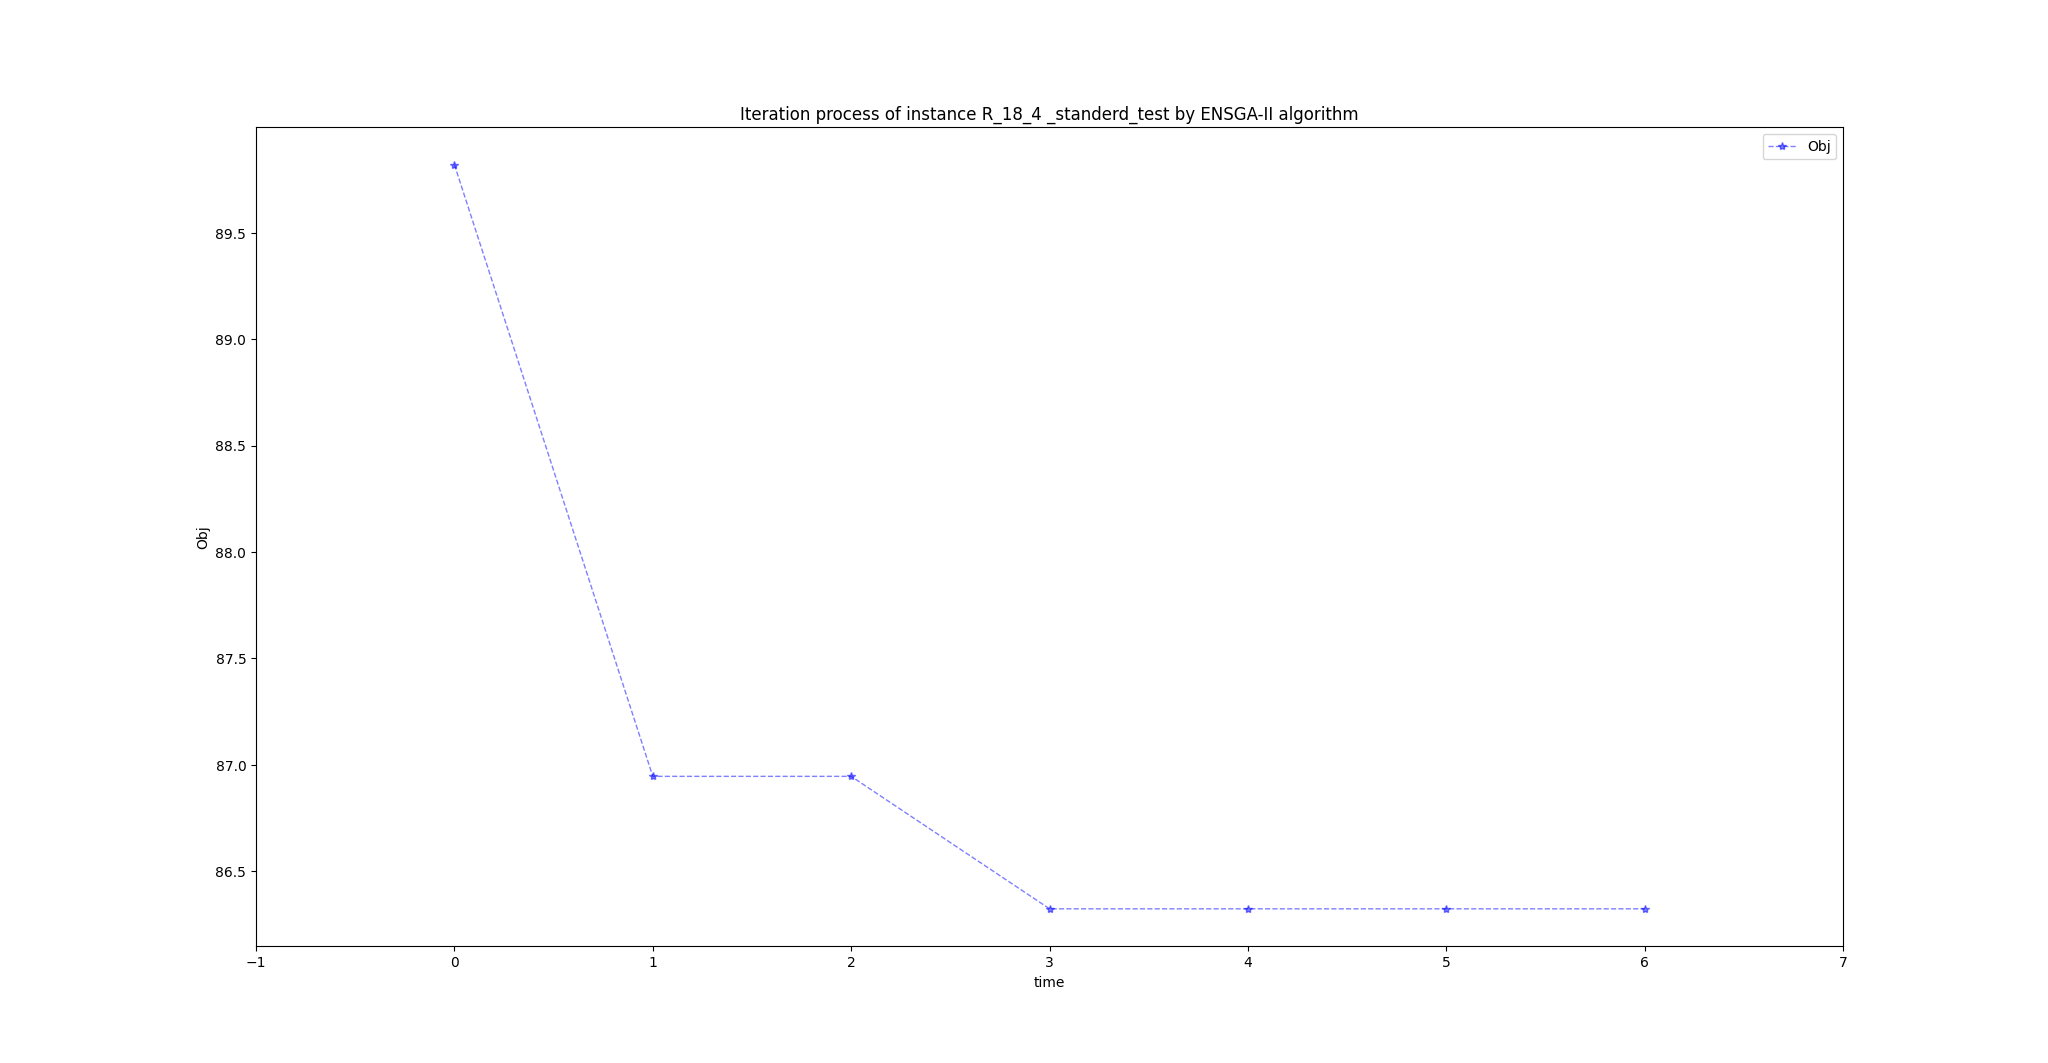 Iteration process of instance R_18_4 _standerd_test by ENSGA-II algorithm
Obj
89.5
89.0
88.5
88.0
87.5
87.0
86.5
Obj
−1 0 1 2 3 4 5 6 7
time